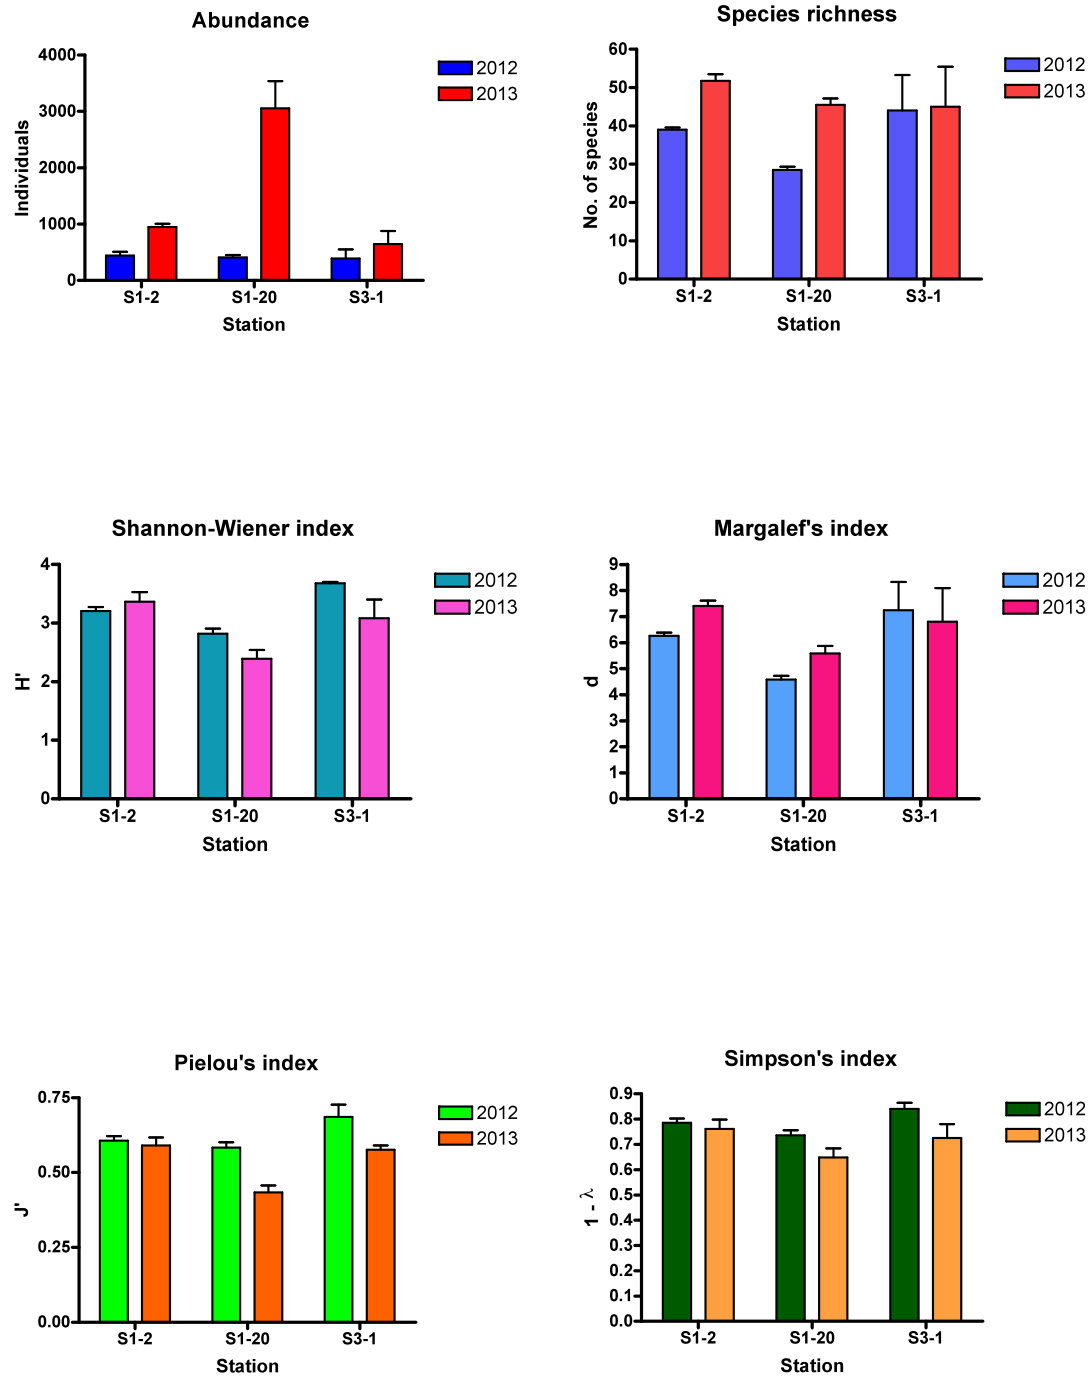 Abundance
4000
3000
2000
1000
0
Individuals
S1-2
S1-20
S3-1
Station
2012
2013
Species richness
60
50
40
30
20
10
0
No. of species
S1-2
S1-20
S3-1
Station
2012
2013
Shannon-Wiener index
4
3
2
1
0
H'
S1-2
S1-20
S3-1
Station
2012
2013
Margalef's index
9
8
7
6
5
4
3
2
1
0
d
S1-2
S1-20
S3-1
Station
2012
2013
Pielou's index
0.75
0.50
0.25
0.00
J'
S1-2
S1-20
S3-1
Station
2012
2013
Simpson's index
0.9
0.8
0.7
0.6
0.5
0.4
0.3
0.2
0.1
0.0
1 - λ
S1-2
S1-20
S3-1
Station
2012
2013